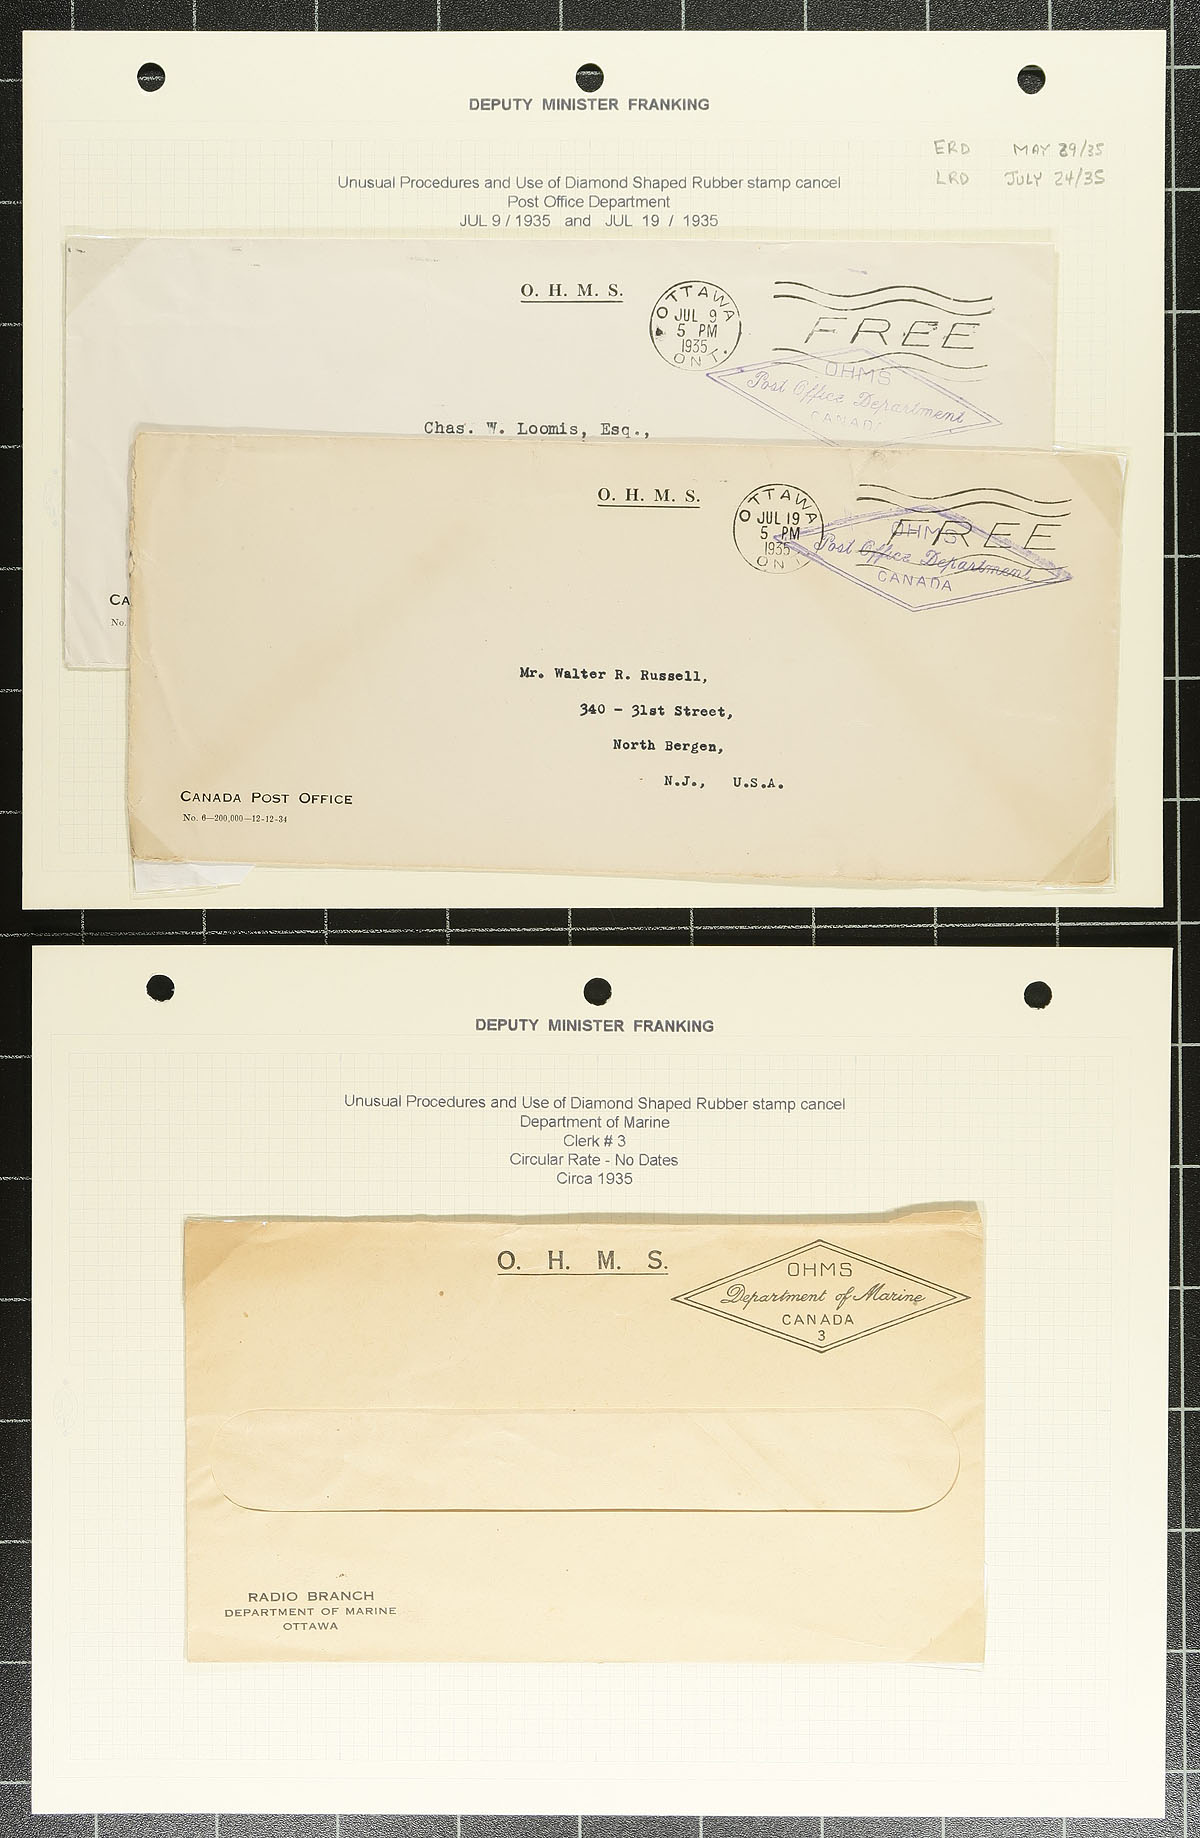 DEPUTY MINISTER FRANKING
ERD MAY 29/35
LRD JULY 24/35
Unusual Procedures and Use of Diamond Shaped Rubber stamp cancel
Post Office Department
JUL 9 / 1935 and JUL 19 / 1935
O. H. M. S.
OTTAWA
JUL 9
5 PM
1935
ONT.
FREE
OHMS
Post Office Department
CANADA
Chas. W. Loomis, Esq.,
CA
No.
O. H. M. S.
OTTAWA
JUL 19
5 PM
1935
ON
FREE
OHMS
Post Office Department
CANADA
Mr. Walter R. Russell,
340 - 31st Street,
North Bergen,
N.J., U.S.A.
CANADA POST OFFICE
No. 6—200,000—12-12-34
DEPUTY MINISTER FRANKING
Unusual Procedures and Use of Diamond Shaped Rubber stamp cancel
Department of Marine
Clerk # 3
Circular Rate - No Dates
Circa 1935
O. H. M. S.
OHMS
Department of Marine
CANADA
3
RADIO BRANCH
DEPARTMENT OF MARINE
OTTAWA